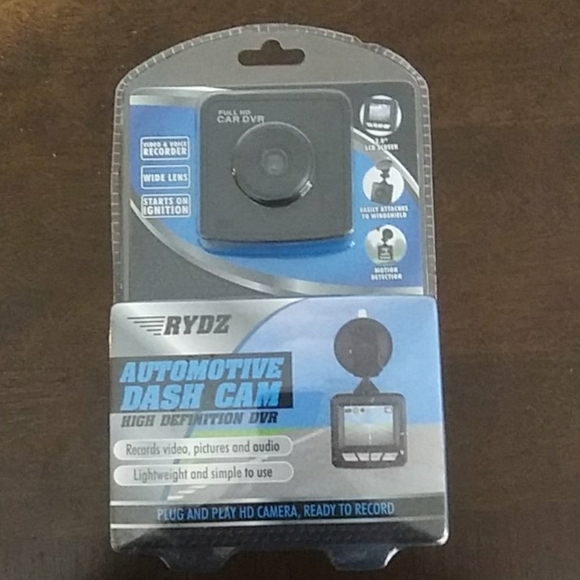 FULL HD
CAR DVR
VIDEO & VOICE
RECORDER
WIDE LENS
STARTS ON
IGNITION
LCD SCREEN
EASILY ATTACHES
TO WINDSHIELD
MOTION
DETECTION
RYDZ
AUTOMOTIVE
DASH CAM
HIGH DEFINITION DVR
Records video, pictures and audio
Lightweight and simple to use
PLUG AND PLAY HD CAMERA, READY TO RECORD